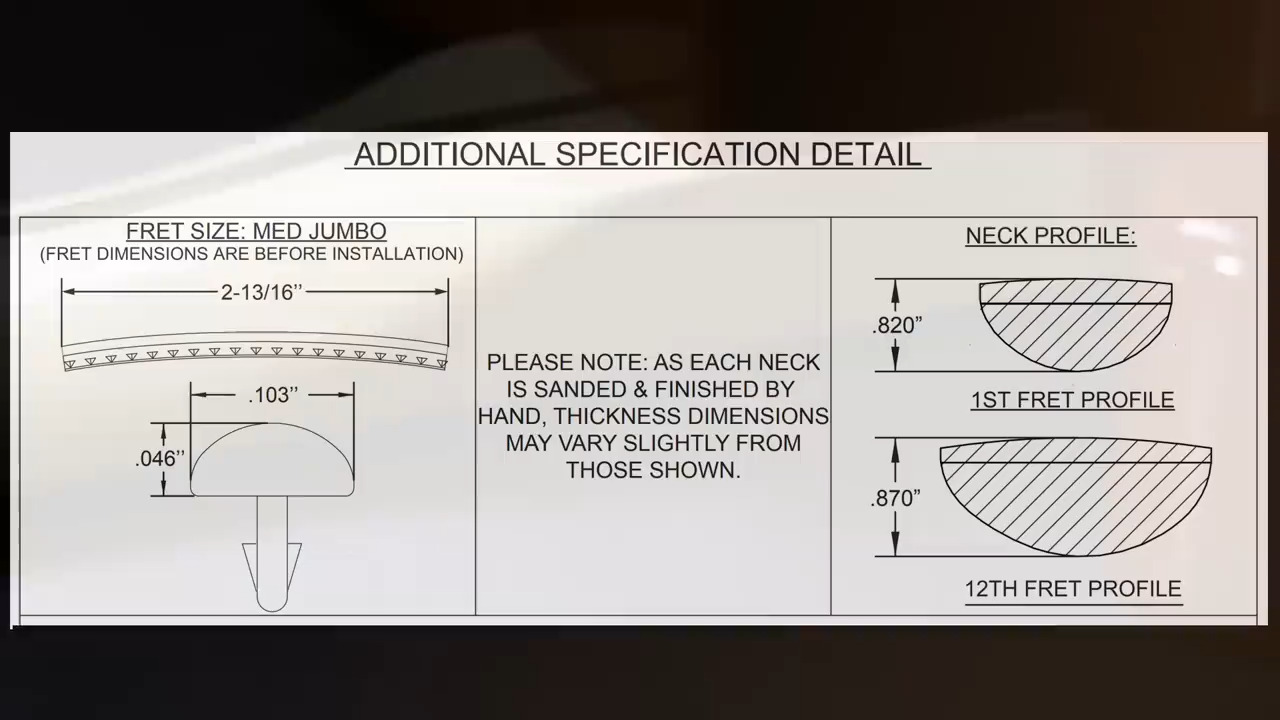 ADDITIONAL SPECIFICATION DETAIL
FRET SIZE: MED JUMBO
(FRET DIMENSIONS ARE BEFORE INSTALLATION)
2-13/16’’
.103’’
.046’’
PLEASE NOTE: AS EACH NECK
IS SANDED & FINISHED BY
HAND, THICKNESS DIMENSIONS
MAY VARY SLIGHTLY FROM
THOSE SHOWN.
NECK PROFILE:
.820”
1ST FRET PROFILE
.870”
12TH FRET PROFILE